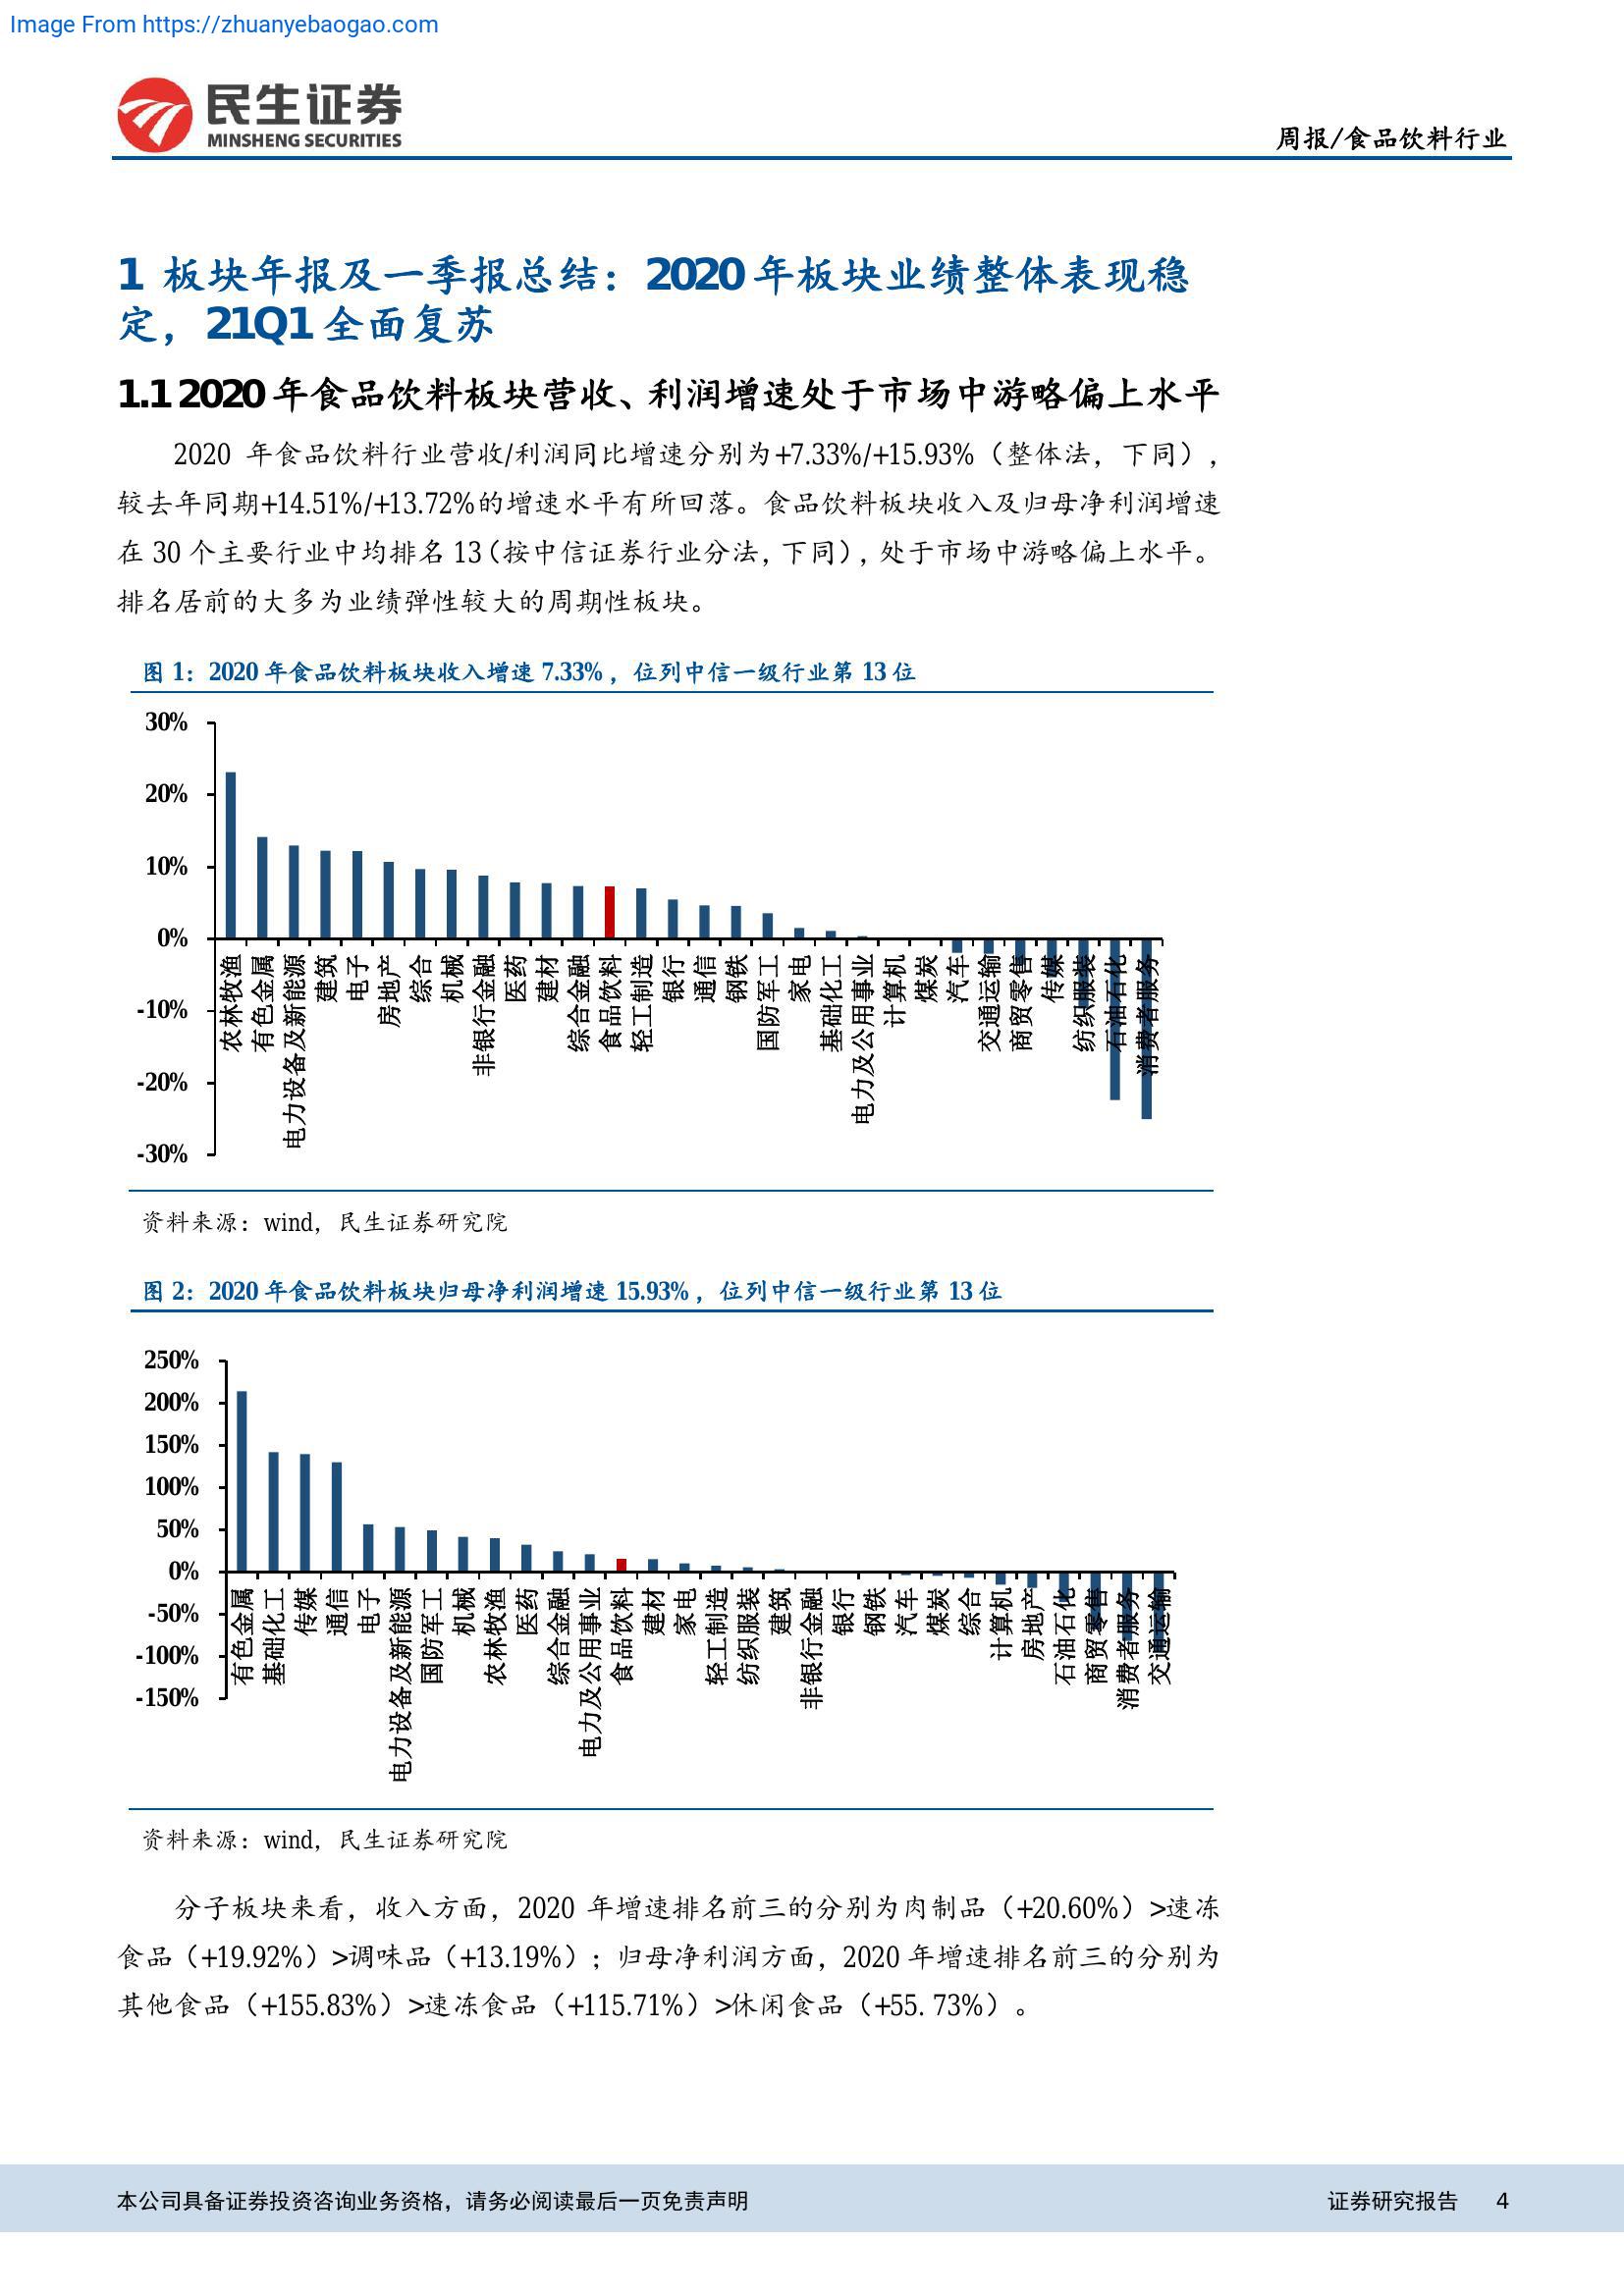 Image From https://zhuanyebaogao.com
民生证券
MINSHENG SECURITIES
周报/食品饮料行业
1 板块年报及一季报总结：2020 年板块业绩整体表现稳
定，21Q1 全面复苏
1.1 2020 年食品饮料板块营收、利润增速处于市场中游略偏上水平
2020 年食品饮料行业营收/利润同比增速分别为+7.33%/+15.93%（整体法，下同），
较去年同期+14.51%/+13.72%的增速水平有所回落。食品饮料板块收入及归母净利润增速
在 30 个主要行业中均排名 13（按中信证券行业分法，下同），处于市场中游略偏上水平。
排名居前的大多为业绩弹性较大的周期性板块。
图 1：2020 年食品饮料板块收入增速 7.33%，位列中信一级行业第 13 位
30%
20%
10%
0%
-10%
-20%
-30%
农林牧渔
有色金属
电力设备及新能源
建筑
电子
房地产
综合
机械
非银行金融
医药
建材
综合金融
食品饮料
轻工制造
银行
通信
钢铁
国防军工
家电
基础化工
电力及公用事业
计算机
煤炭
汽车
交通运输
商贸零售
传媒
纺织服装
石油石化
消费者服务
资料来源：wind，民生证券研究院
图 2：2020 年食品饮料板块归母净利润增速 15.93%，位列中信一级行业第 13 位
250%
200%
150%
100%
50%
0%
-50%
-100%
-150%
有色金属
基础化工
传媒
通信
电子
电力设备及新能源
国防军工
机械
农林牧渔
医药
综合金融
电力及公用事业
食品饮料
建材
家电
轻工制造
纺织服装
建筑
非银行金融
银行
钢铁
汽车
煤炭
综合
计算机
房地产
石油石化
商贸零售
消费者服务
交通运输
资料来源：wind，民生证券研究院
分子板块来看，收入方面，2020 年增速排名前三的分别为肉制品（+20.60%）>速冻
食品（+19.92%）>调味品（+13.19%）；归母净利润方面，2020 年增速排名前三的分别为
其他食品（+155.83%）>速冻食品（+115.71%）>休闲食品（+55. 73%）。
本公司具备证券投资咨询业务资格，请务必阅读最后一页免责声明
证券研究报告 4